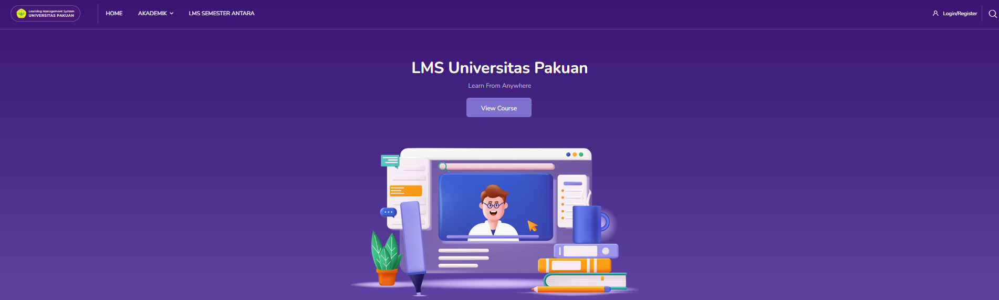 Learning Management System
UNIVERSITAS PAKUAN
HOME
AKADEMIK
LMS SEMESTER ANTARA
Login/Register
LMS Universitas Pakuan
Learn From Anywhere
View Course